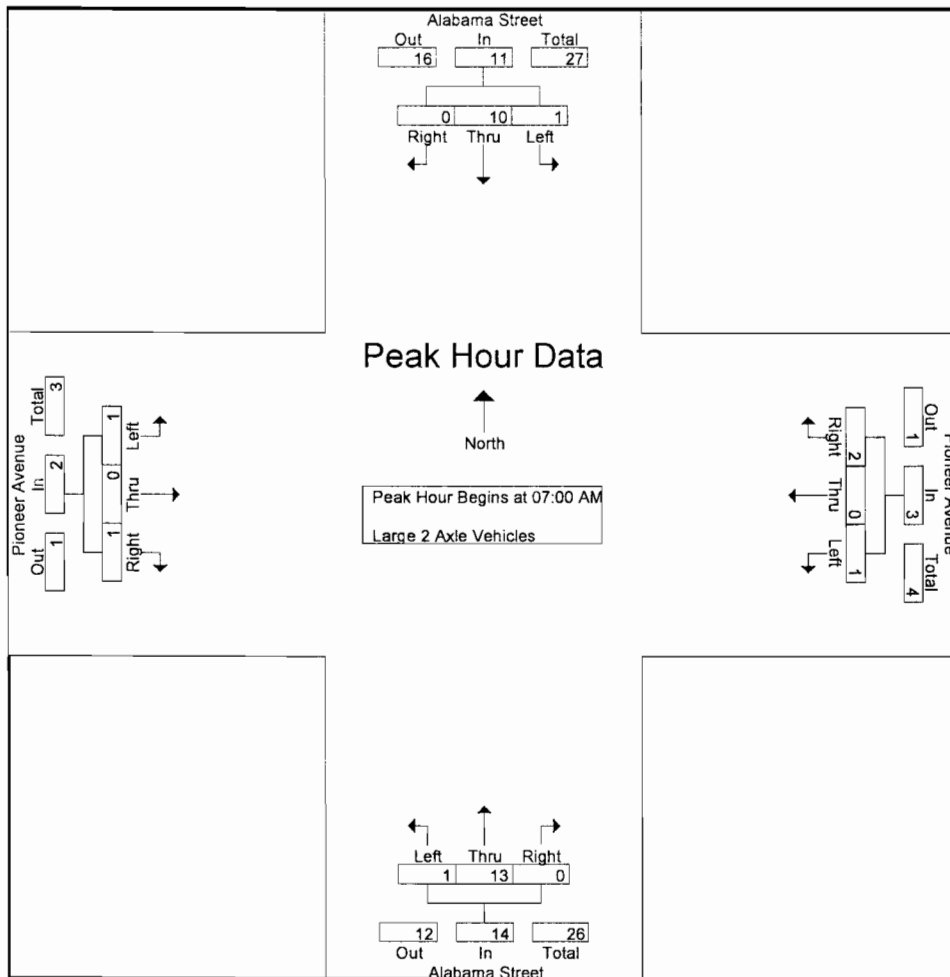 Alabama Street
Out In Total
16 11 27
0 10 1
Right Thru Left
Peak Hour Data
North
Peak Hour Begins at 07:00 AM
Large 2 Axle Vehicles
Pioneer Avenue
Out In Total
1 2 3
Right Thru Left
1 0 1
Right Thru Left
2 0 1
Out In Total
1 3 4
Pioneer Avenue
Left Thru Right
1 13 0
12 14 26
Out In Total
Alabama Street